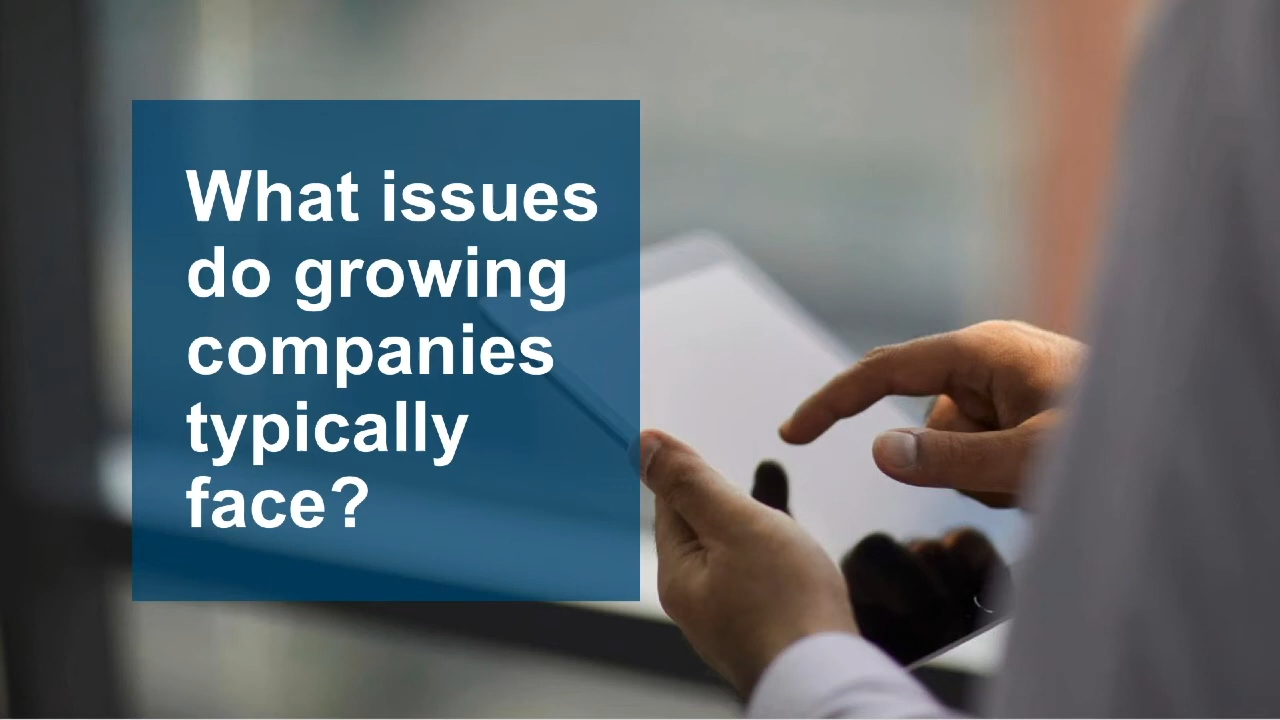 What issues
do growing
companies
typically
face?